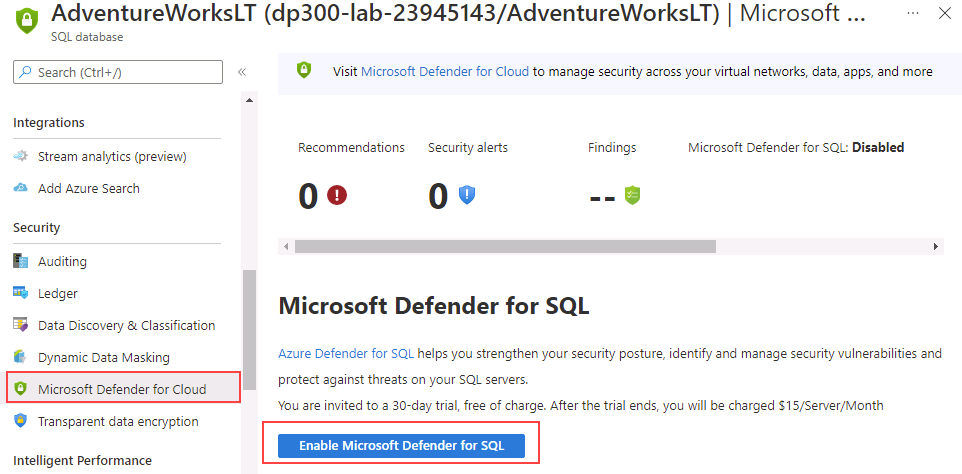 AdventureWorksLT (dp300-lab-23945143/AdventureWorksLT) | Microsoft ...
SQL database
Search (Ctrl+/)
Visit Microsoft Defender for Cloud to manage security across your virtual networks, data, apps, and more
Integrations
Stream analytics (preview)
Add Azure Search
Security
Auditing
Ledger
Data Discovery & Classification
Dynamic Data Masking
Microsoft Defender for Cloud
Transparent data encryption
Intelligent Performance
Recommendations Security alerts Findings Microsoft Defender for SQL: Disabled
0 0 --
Microsoft Defender for SQL
Azure Defender for SQL helps you strengthen your security posture, identify and manage security vulnerabilities and
protect against threats on your SQL servers.
You are invited to a 30-day trial, free of charge. After the trial ends, you will be charged $15/Server/Month
Enable Microsoft Defender for SQL